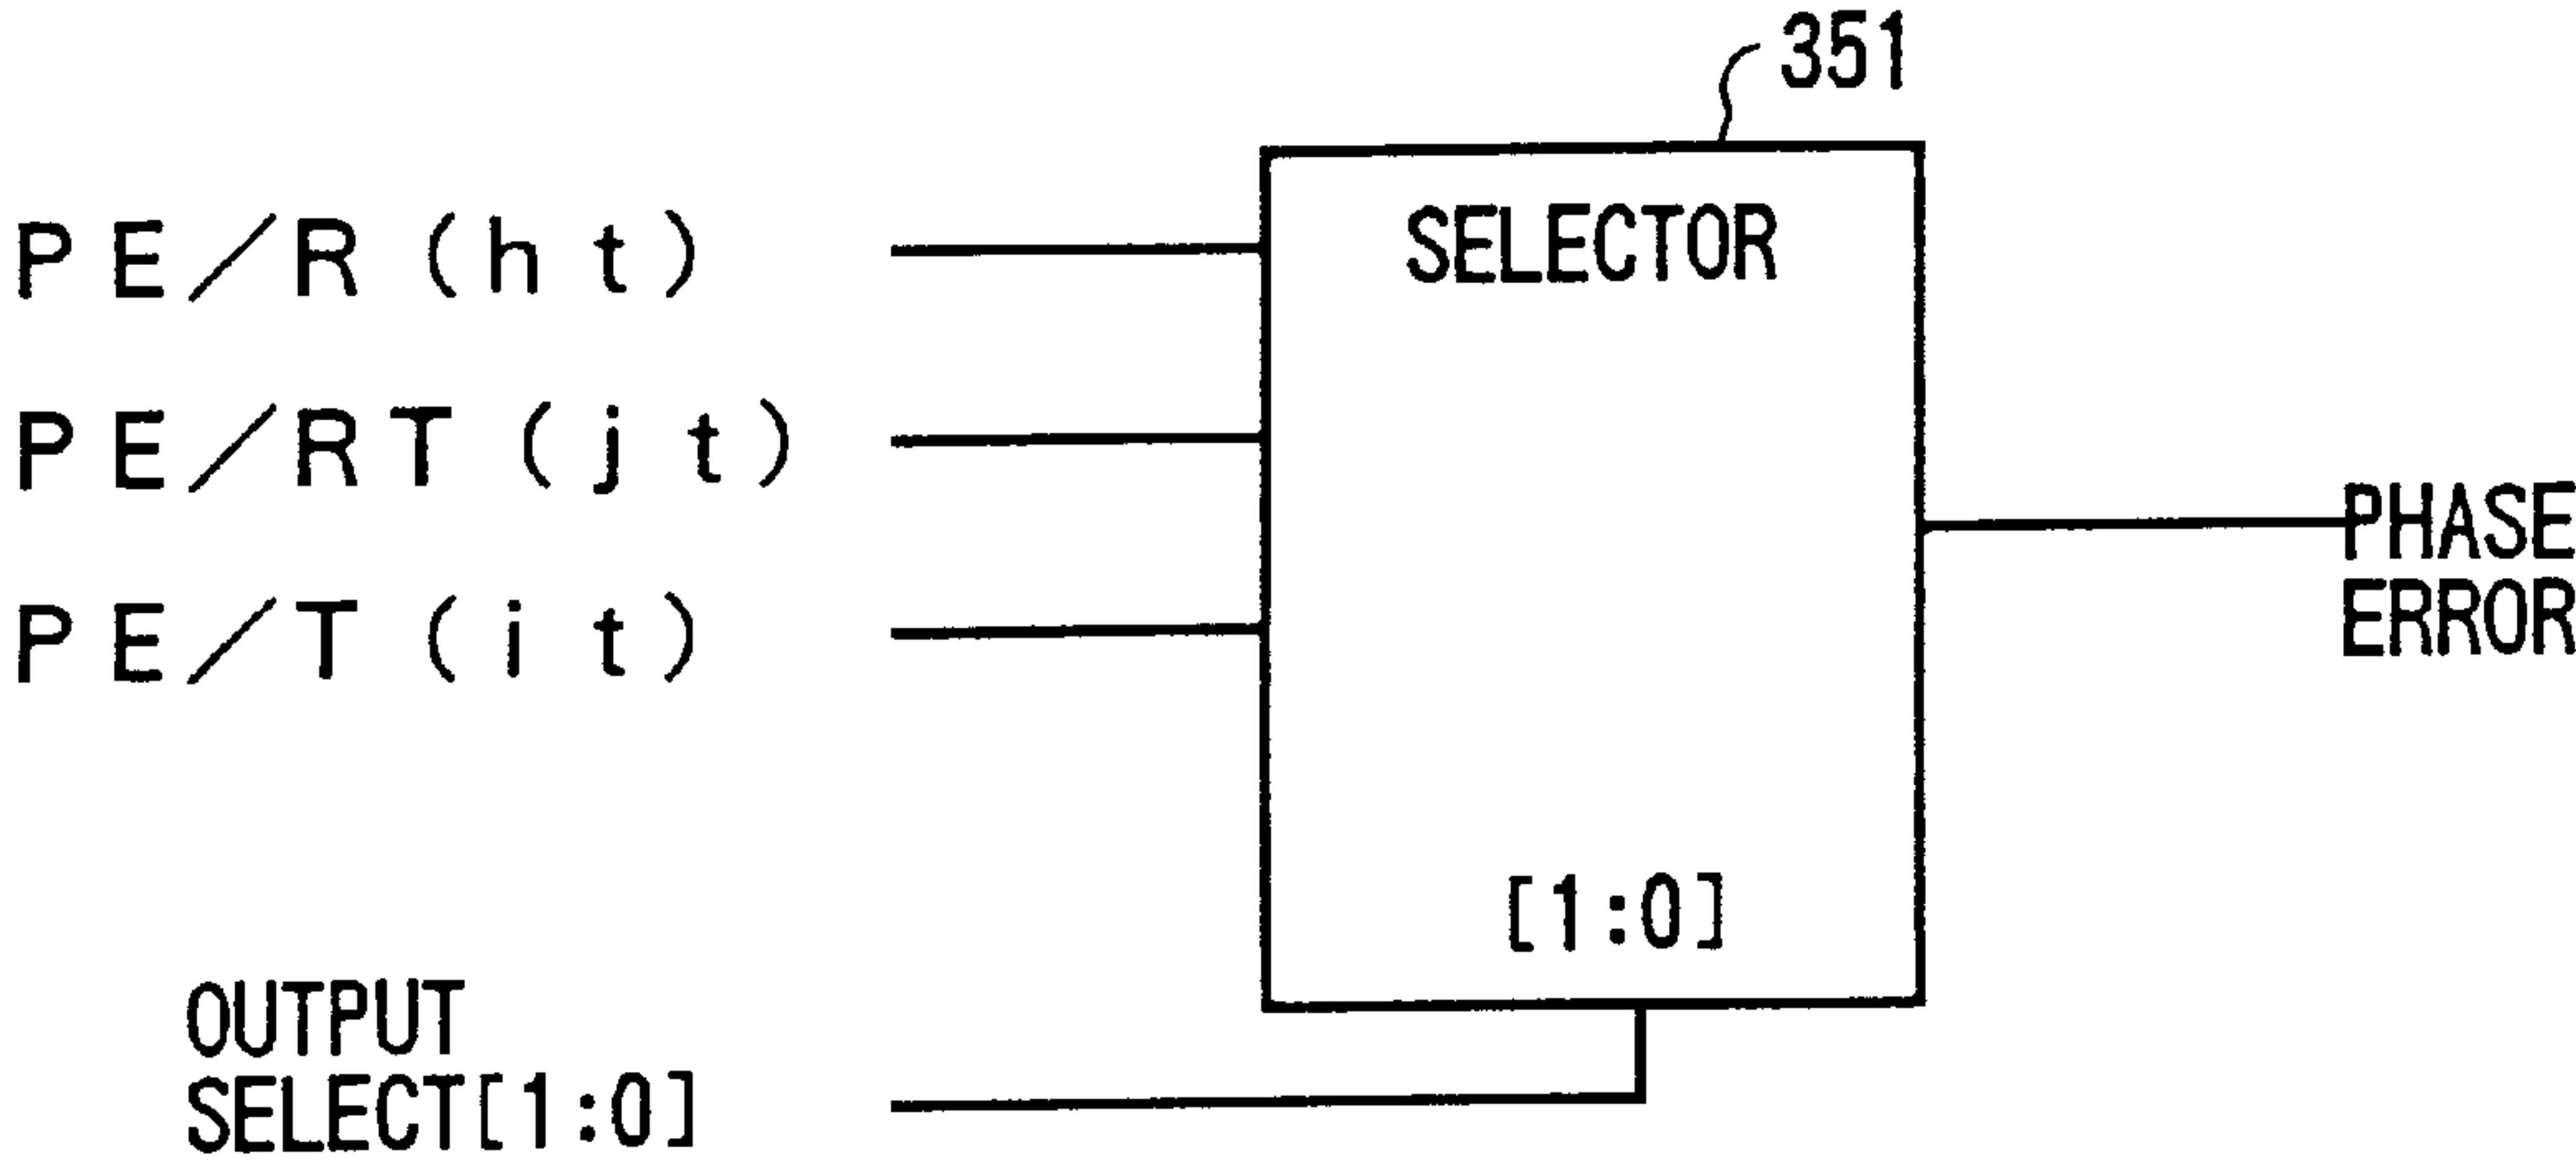 351
SELECTOR
PE/R(ht)
PE/RT(jt)
PE/T(it)
PHASE
ERROR
[1:0]
OUTPUT
SELECT[1:0]